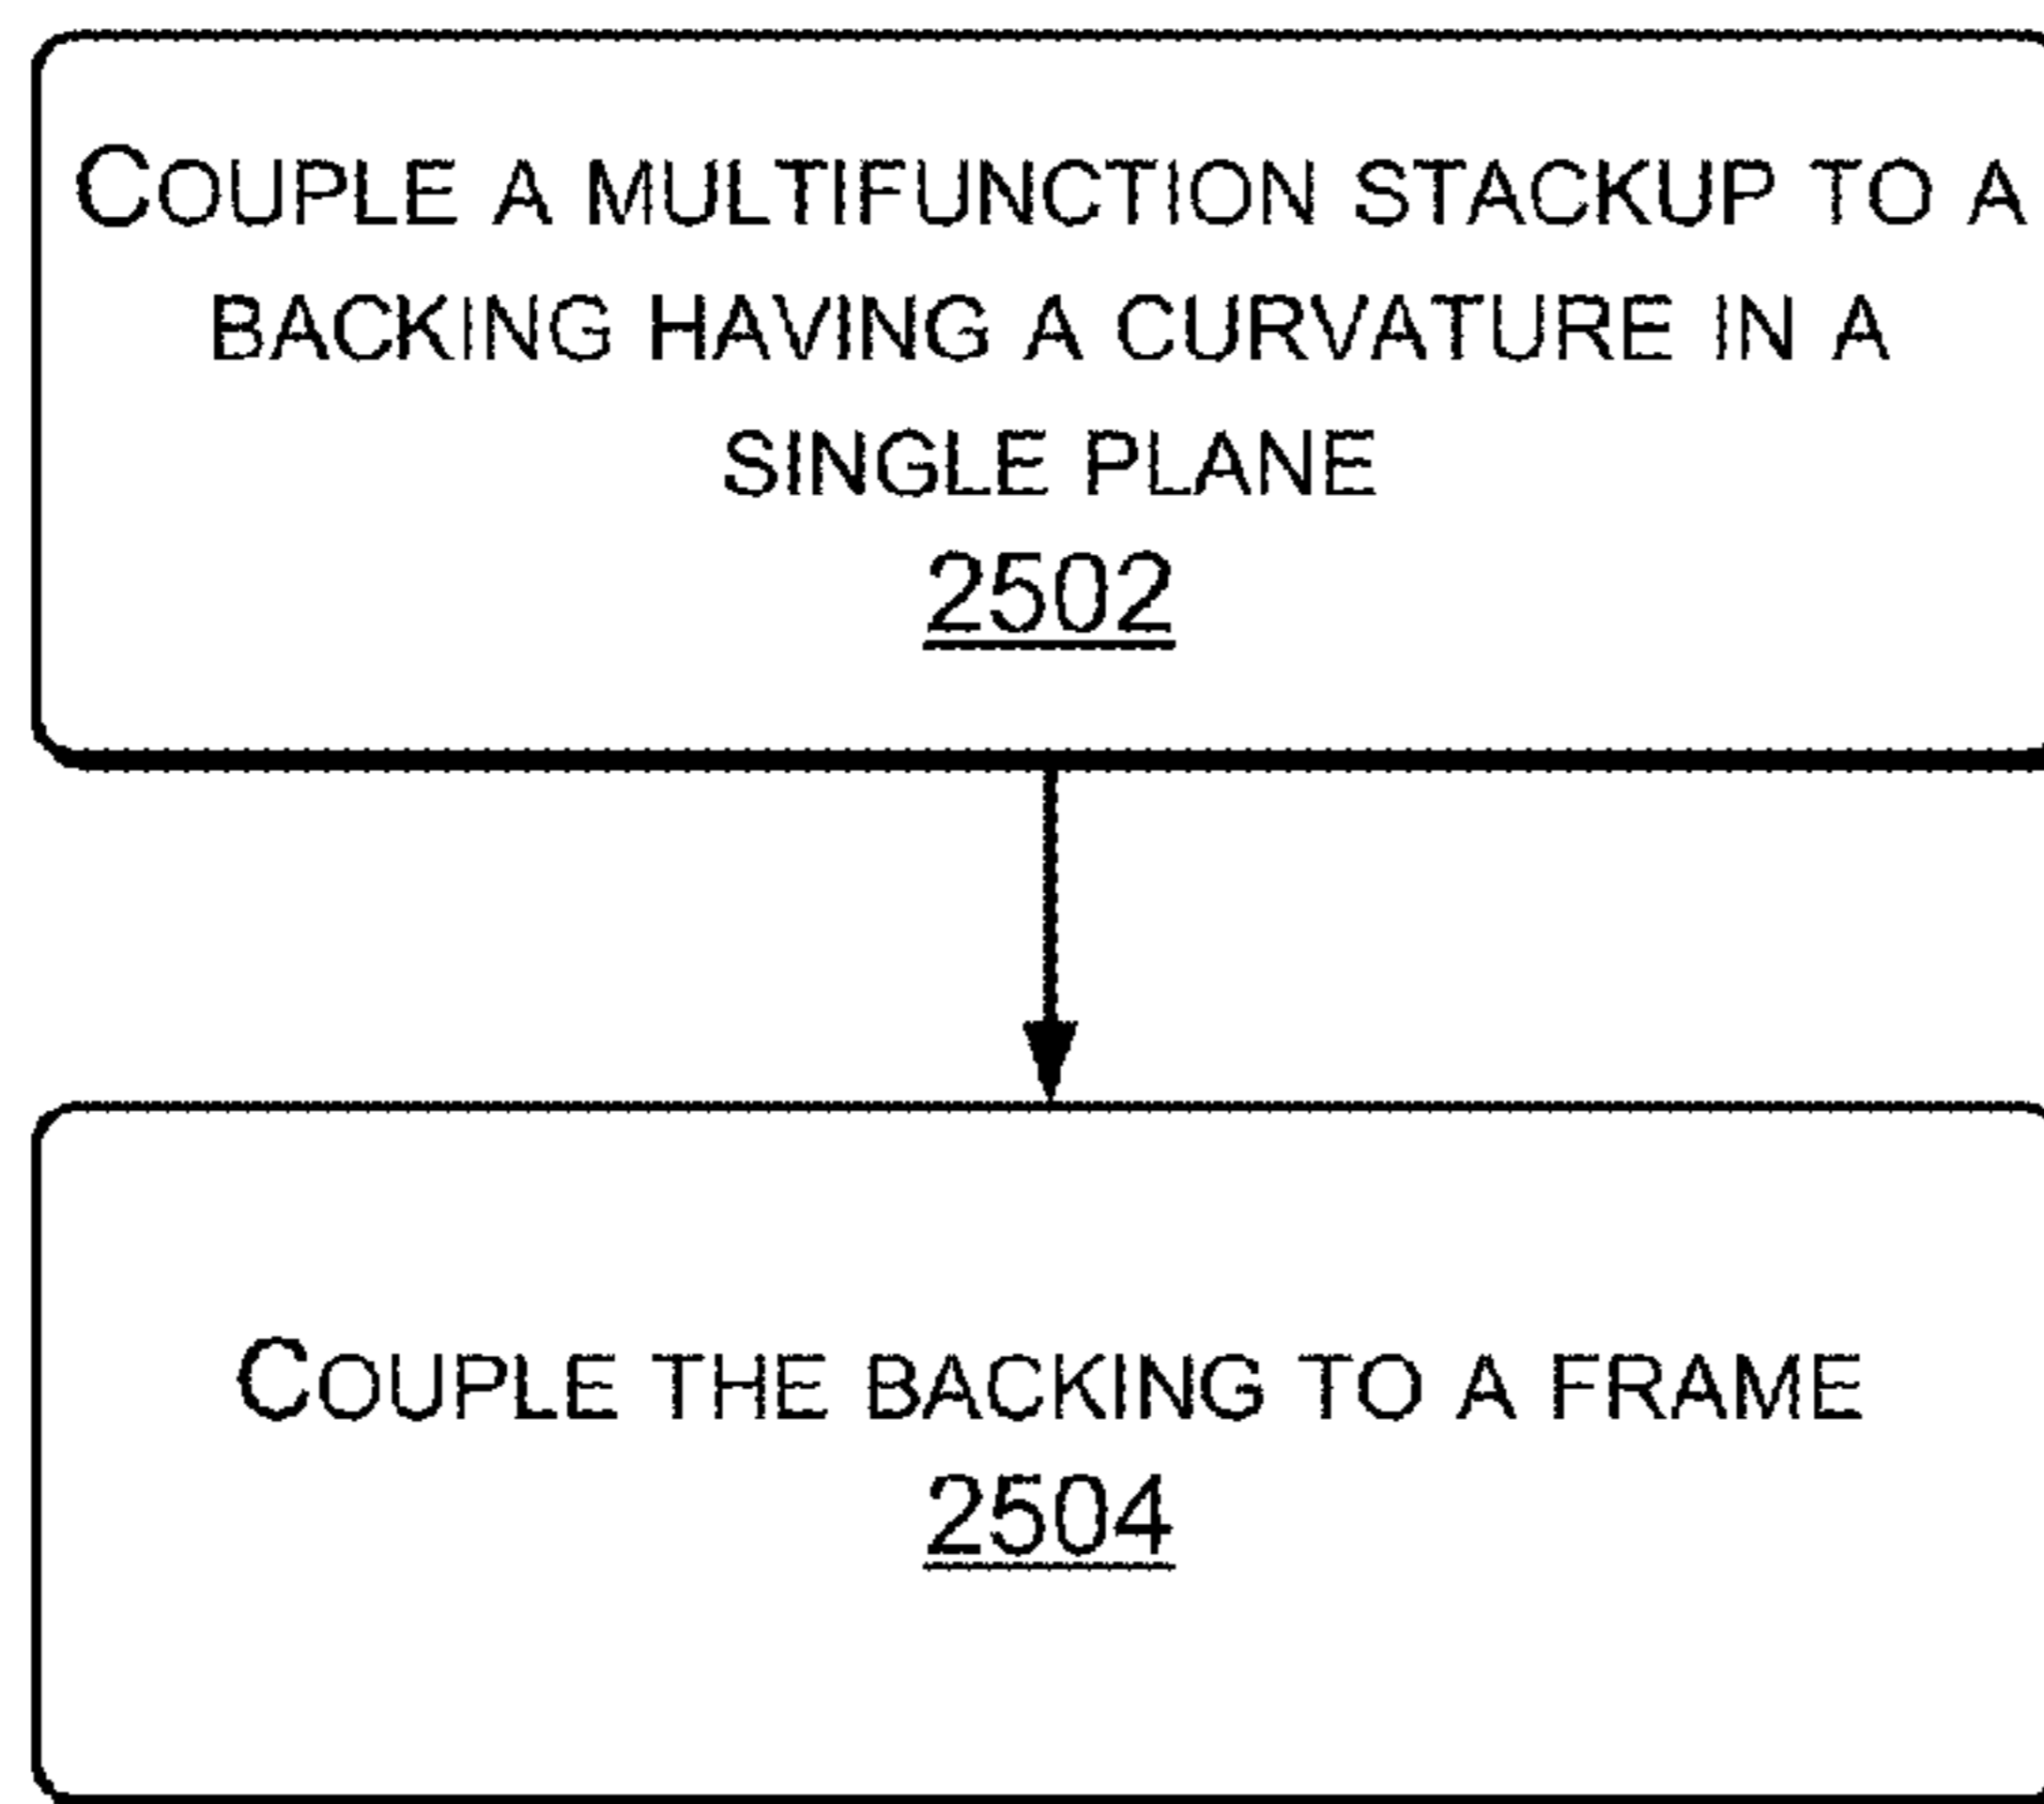 COUPLE A MULTIFUNCTION STACKUP TO A
BACKING HAVING A CURVATURE IN A
SINGLE PLANE
2502
COUPLE THE BACKING TO A FRAME
2504